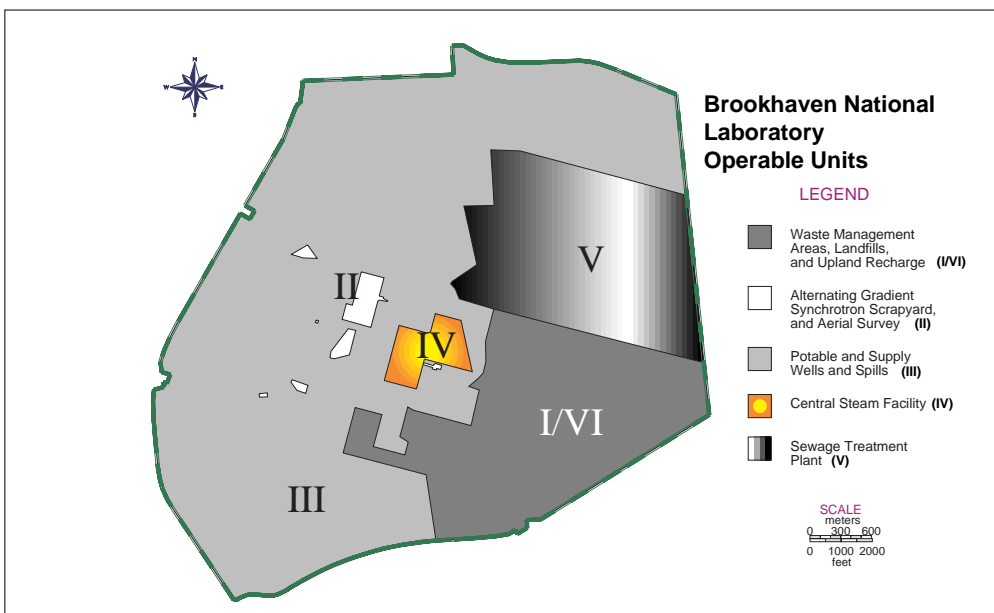 N
W E
S
Brookhaven National
Laboratory
Operable Units
LEGEND
Waste Management
Areas, Landfills,
and Upland Recharge (I/VI)
Alternating Gradient
Synchrotron Scrapyard,
and Aerial Survey (II)
Potable and Supply
Wells and Spills (III)
Central Steam Facility (IV)
Sewage Treatment
Plant (V)
V
II
IV
I/VI
III
SCALE
meters
0 300 600
0 1000 2000
feet